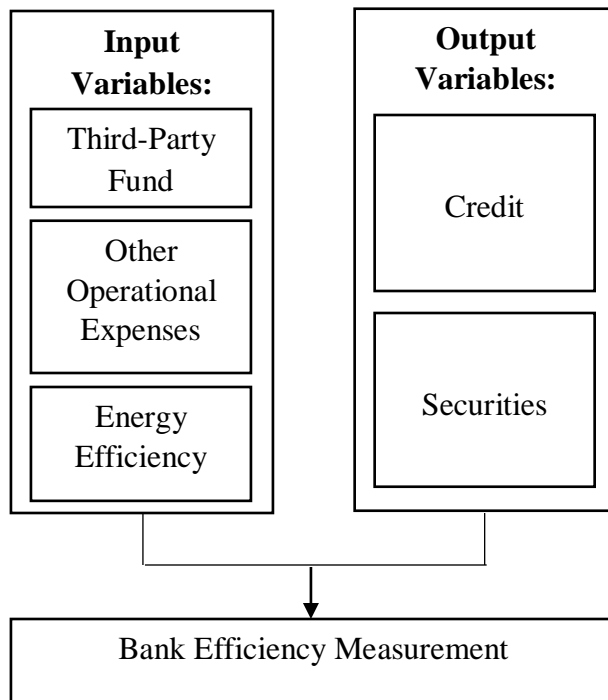 Input
Variables:
Third-Party
Fund
Other
Operational
Expenses
Energy
Efficiency
Output
Variables:
Credit
Securities
Bank Efficiency Measurement